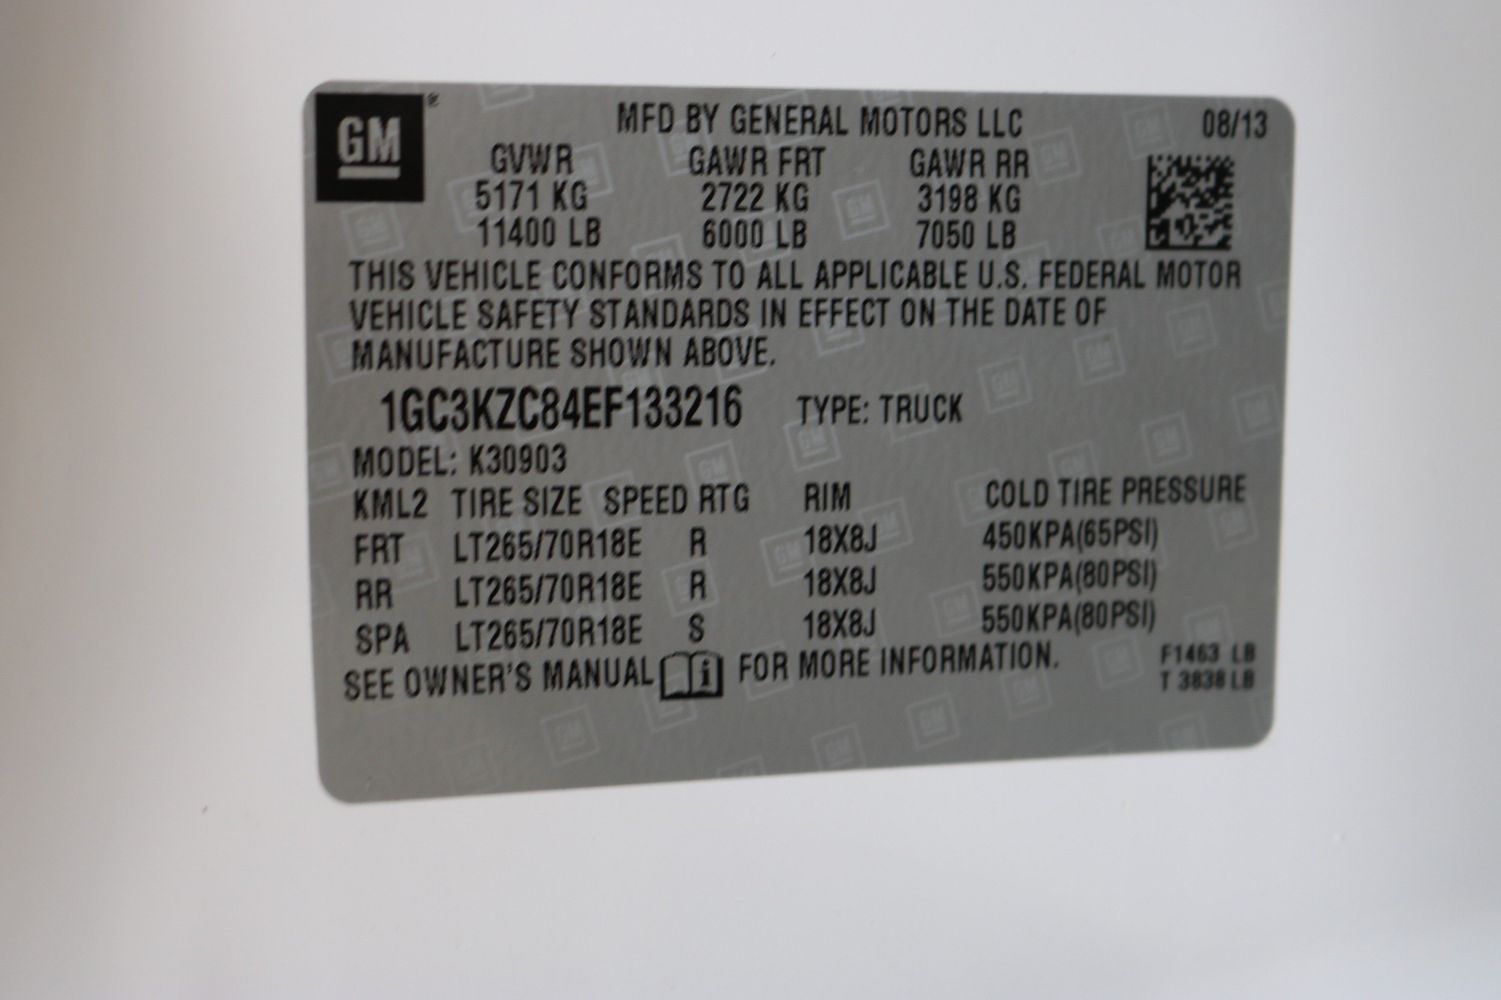 GM®
MFD BY GENERAL MOTORS LLC 08/13
GVWR GAWR FRT GAWR RR
5171 KG 2722 KG 3198 KG
11400 LB 6000 LB 7050 LB
THIS VEHICLE CONFORMS TO ALL APPLICABLE U.S. FEDERAL MOTOR
VEHICLE SAFETY STANDARDS IN EFFECT ON THE DATE OF
MANUFACTURE SHOWN ABOVE.
1GC3KZC84EF133216 TYPE: TRUCK
MODEL: K30903
KML2 TIRE SIZE SPEED RTG RIM COLD TIRE PRESSURE
FRT LT265/70R18E R 18X8J 450KPA(65PSI)
RR LT265/70R18E R 18X8J 550KPA(80PSI)
SPA LT265/70R18E S 18X8J 550KPA(80PSI)
SEE OWNER'S MANUAL i FOR MORE INFORMATION.
F1463 LB
T 3838 LB